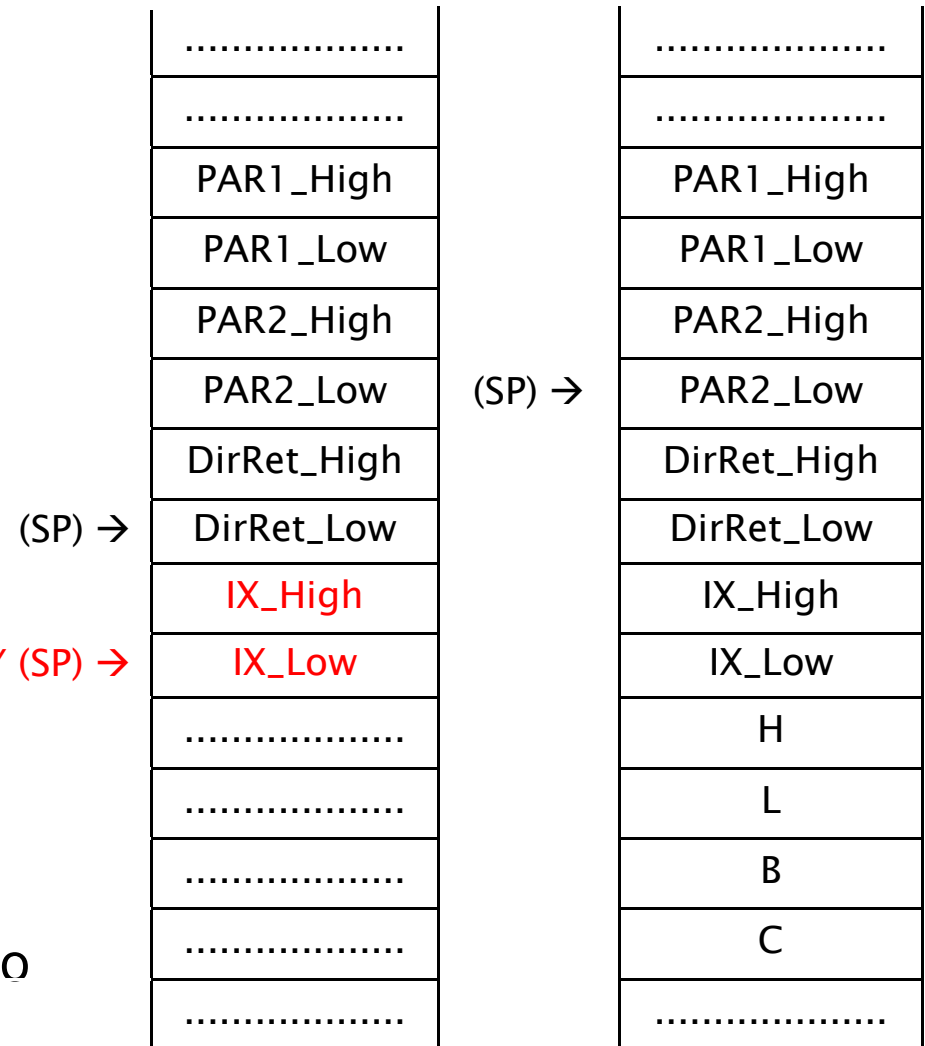 ................... ....................
................... ....................
PAR1_High PAR1_High
PAR1_Low PAR1_Low
PAR2_High PAR2_High
PAR2_Low (SP) → PAR2_Low
DirRet_High DirRet_High
(SP) → DirRet_Low DirRet_Low
IX_High IX_High
(SP) → IX_Low IX_Low
................... H
................... L
................... B
................... C
o
................... ....................